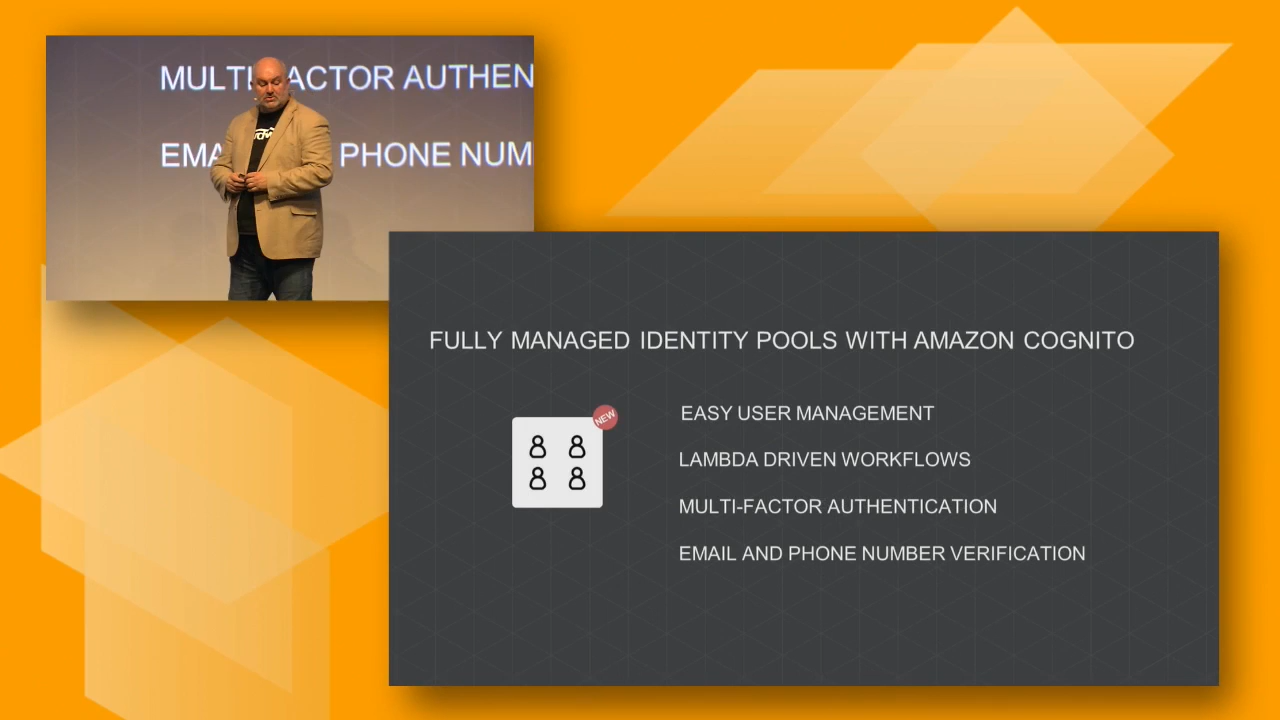 MULTI-FACTOR AUTHEN
EMA PHONE NUM
FULLY MANAGED IDENTITY POOLS WITH AMAZON COGNITO
NEW
EASY USER MANAGEMENT
LAMBDA DRIVEN WORKFLOWS
MULTI-FACTOR AUTHENTICATION
EMAIL AND PHONE NUMBER VERIFICATION